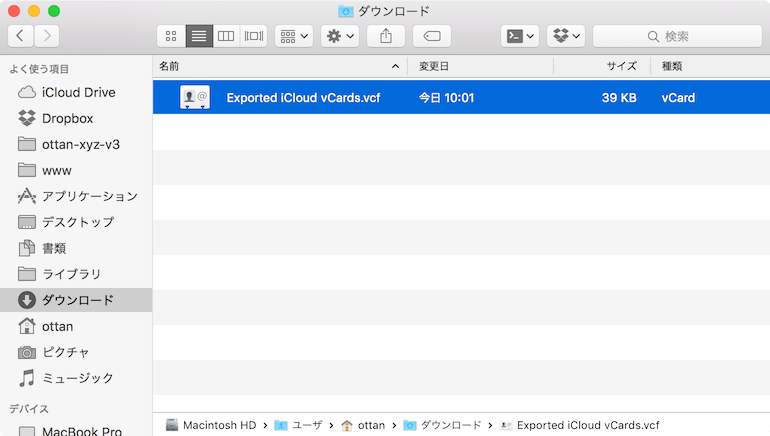 ダウンロード
検索
よく使う項目
iCloud Drive
Dropbox
ottan-xyz-v3
www
アプリケーション
デスクトップ
書類
ライブラリ
ダウンロード
ottan
ピクチャ
ミュージック
デバイス
MacBook Pro
名前 変更日 サイズ 種類
Exported iCloud vCards.vcf 今日 10:01 39 KB vCard
Macintosh HD > ユーザ > ottan > ダウンロード > Exported iCloud vCards.vcf